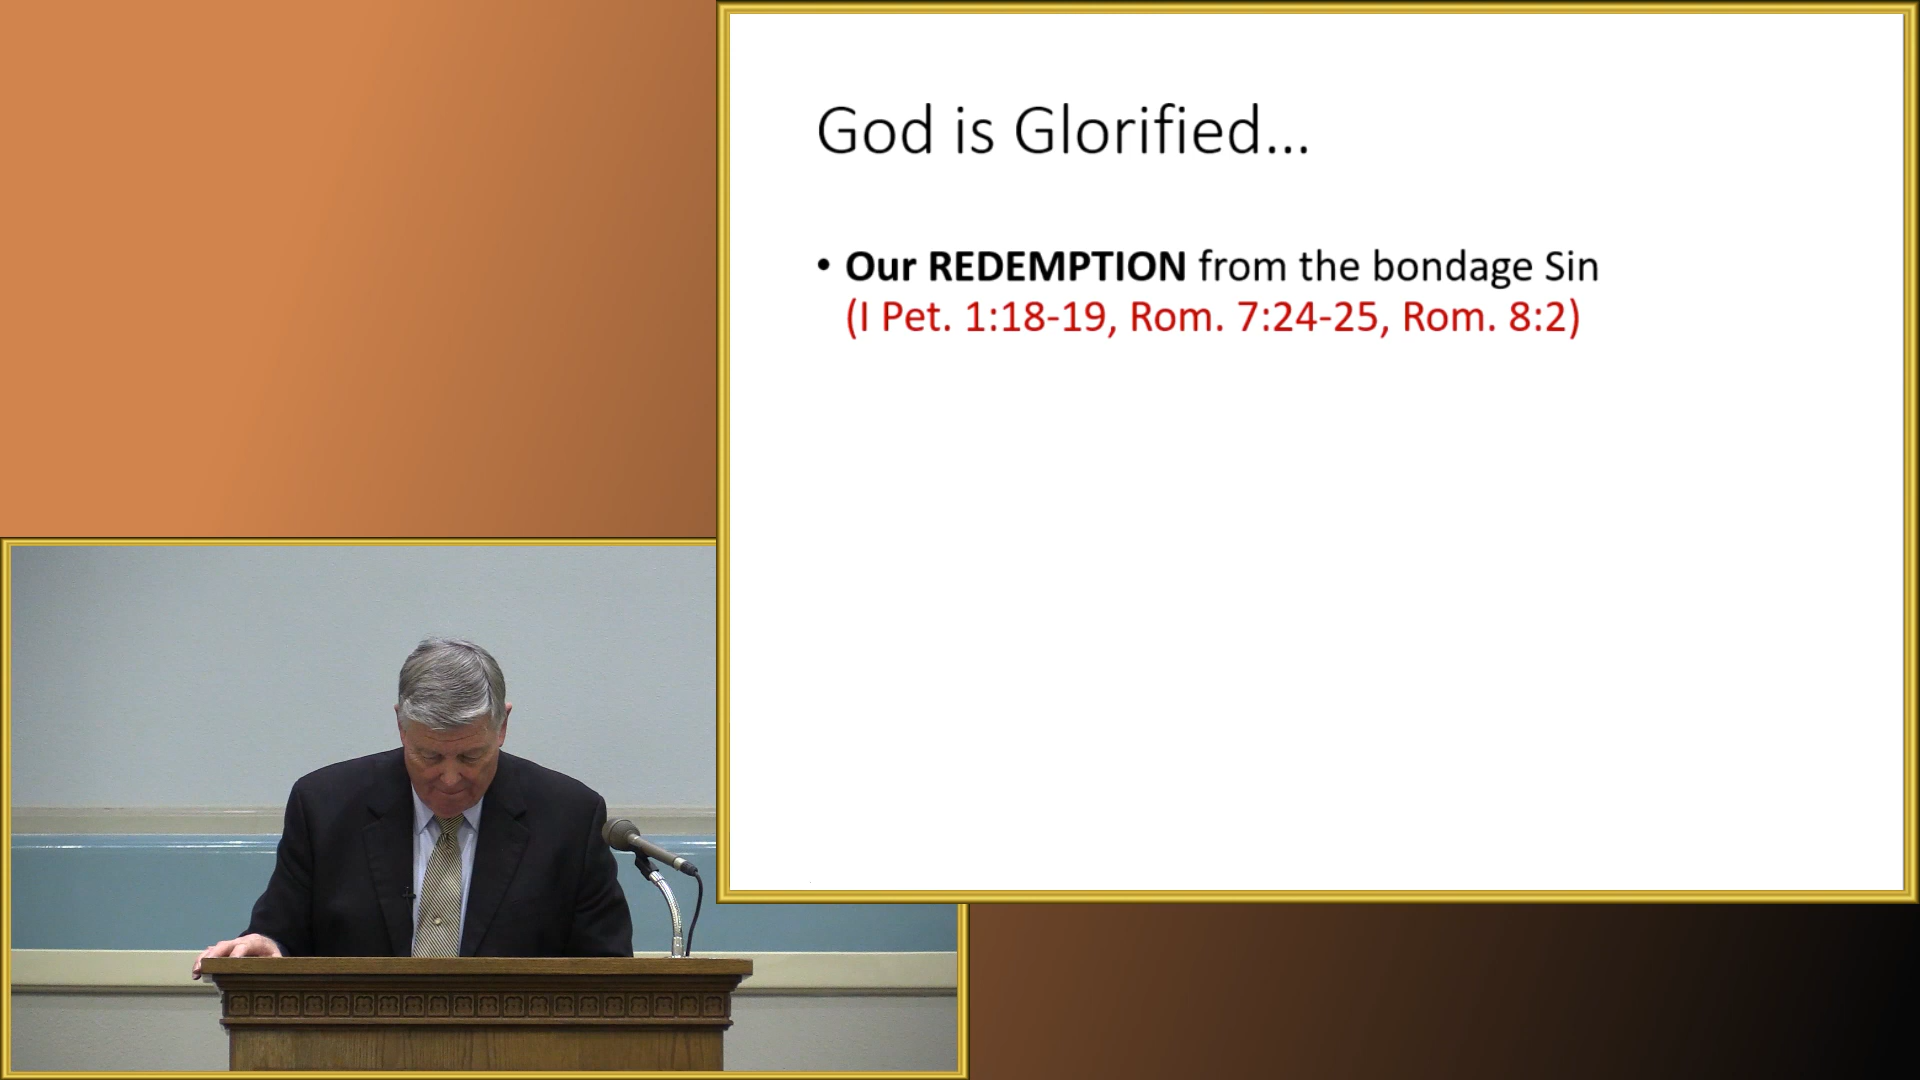 God is Glorified...
• Our REDEMPTION from the bondage Sin
(I Pet. 1:18-19, Rom. 7:24-25, Rom. 8:2)